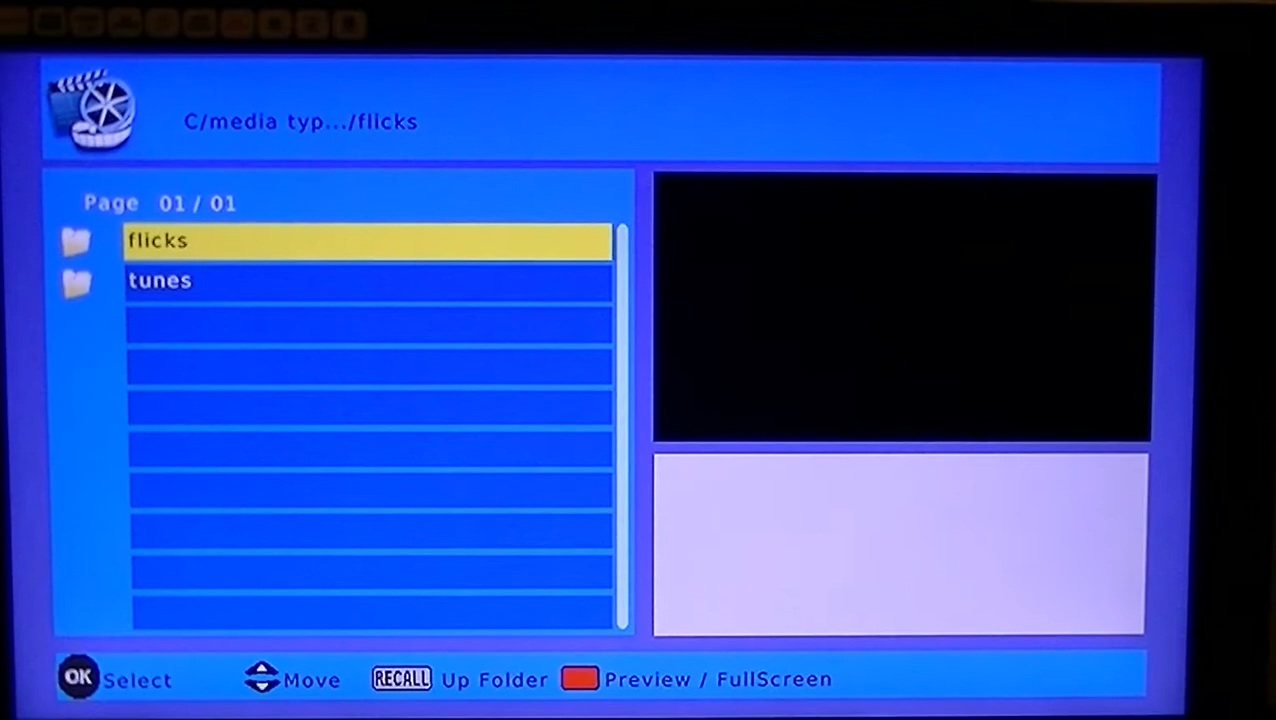 C/media typ.../flicks
Page 01 / 01
flicks
tunes
OK Select Move RECALL Up Folder Preview / FullScreen